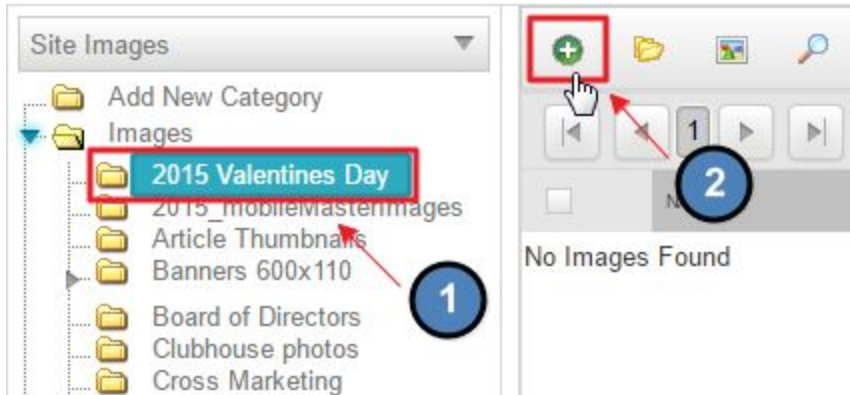 Site Images
Add New Category
Images
2015 Valentines Day
2015_mobileMasterImages
Article Thumbnails
Banners 600x110
Board of Directors
Clubhouse photos
Cross Marketing
1
1
2
No Images Found